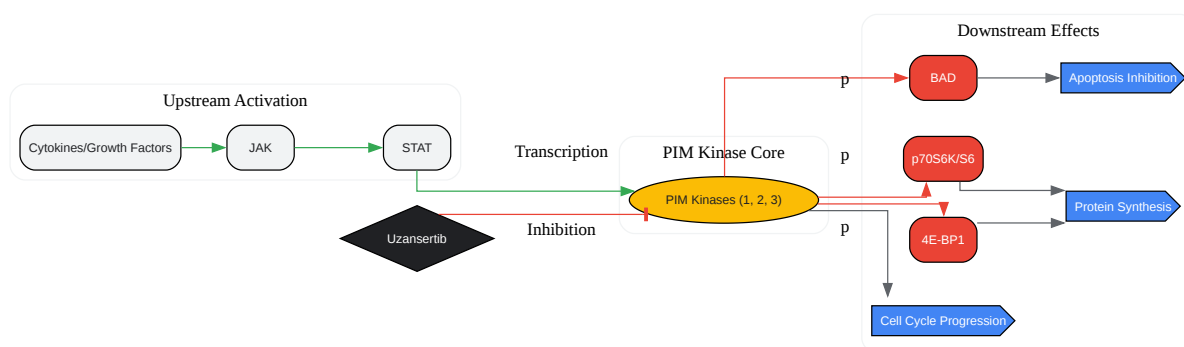 Upstream Activation
Cytokines/Growth Factors
JAK
STAT
Transcription
Uzansertib
Inhibition
PIM Kinase Core
PIM Kinases (1, 2, 3)
p
p
p
Downstream Effects
BAD
Apoptosis Inhibition
p70S6K/S6
Protein Synthesis
4E-BP1
Cell Cycle Progression